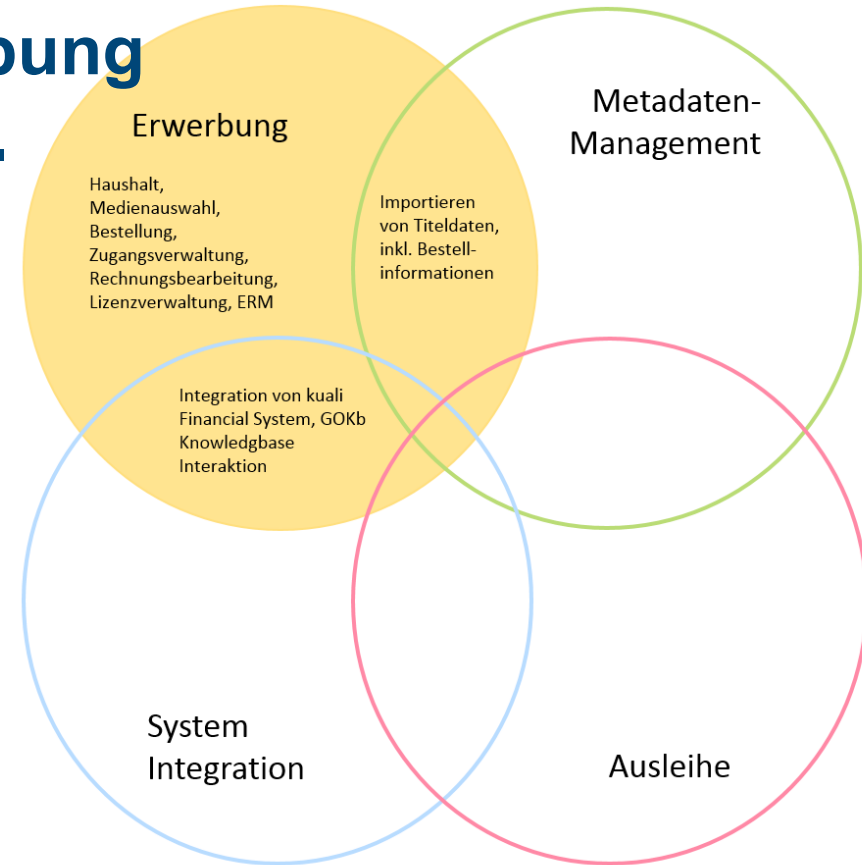 bung
Erwerbung
Haushalt,
Medienauswahl,
Bestellung,
Zugangsverwaltung,
Rechnungsbearbeitung,
Lizenzverwaltung, ERM
Metadaten-
Management
Importieren
von Titeldaten,
inkl. Bestell-
informationen
Integration von kuali
Financial System, GOKb
Knowledgbase
Interaktion
System
Integration
Ausleihe